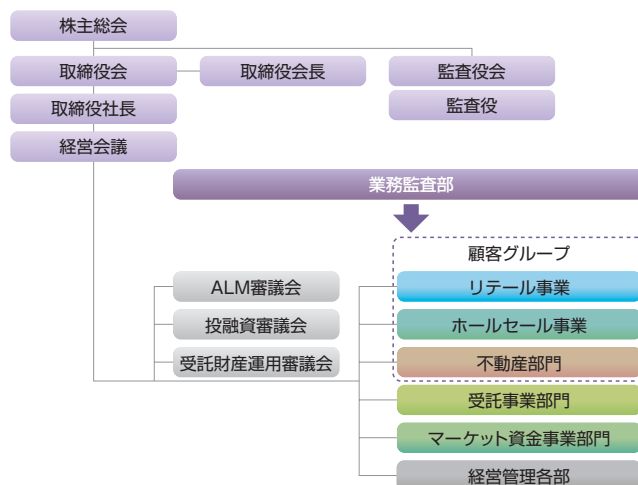 株主総会
取締役会
取締役会長
監査役会
取締役社長
監査役
経営会議
業務監査部
顧客グループ
ALM審議会
リテール事業
投融資審議会
ホールセール事業
受託財産運用審議会
不動産部門
受託事業部門
マーケット資金事業部門
経営管理各部